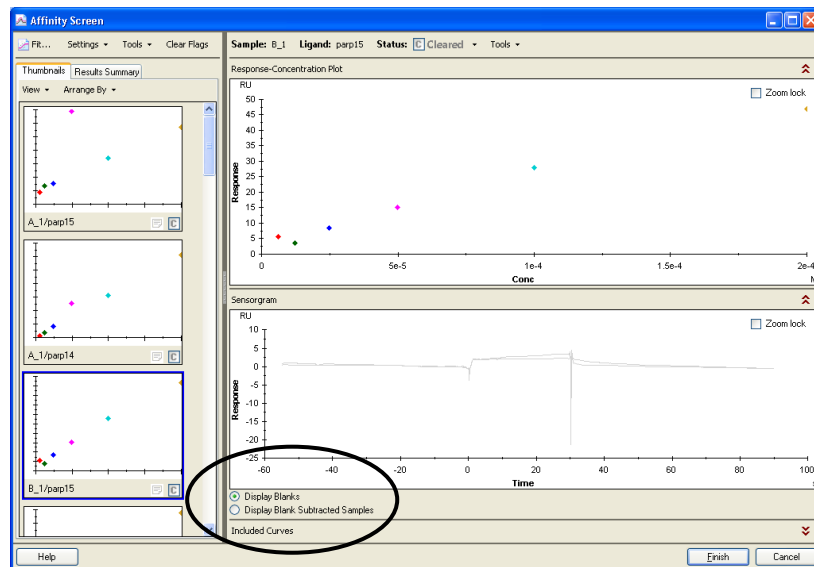 Affinity Screen
Fit... Settings Tools Clear Flags
Sample: B_1 Ligand: parp15 Status: C Cleared Tools
Thumbnails Results Summary
View Arrange By
A_1/parp15 C
A_1/parp14 C
B_1/parp15 C
Response-Concentration Plot
RU
Zoom lock
50
45
40
35
30
25
20
15
10
5
0
Response
0 5e-5 1e-4 1.5e-4 2e-4
Conc
Sensorgram
RU
Zoom lock
10
5
0
-5
-10
-15
-20
-25
Response
-60 -40 -20 0 20 40 60 80 100
Time
s
Display Blanks
Display Blank Subtracted Samples
Included Curves
Help Finish Cancel